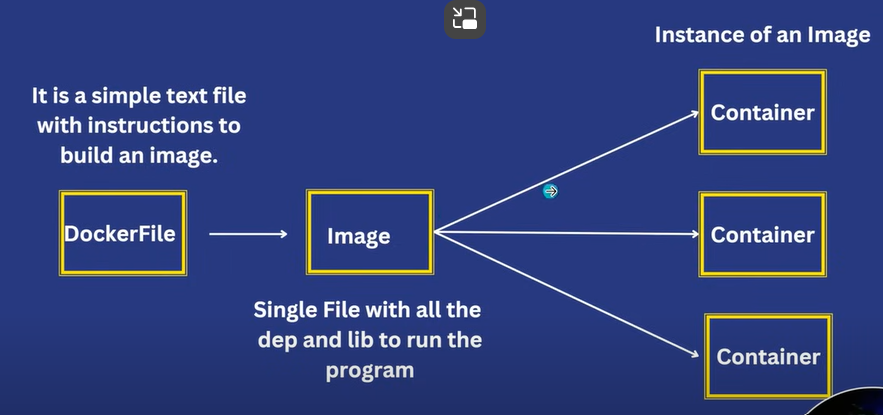 Instance of an Image
It is a simple text file
with instructions to
build an image.
Container
DockerFile
Image
Container
Single File with all the
dep and lib to run the
program
Container